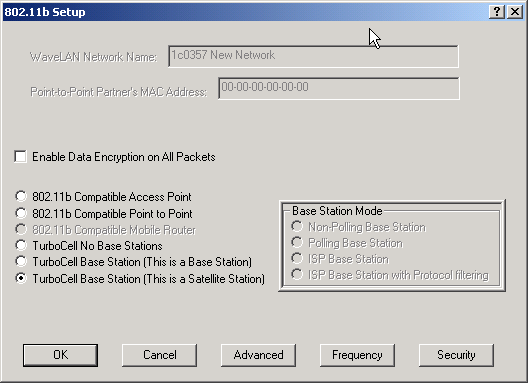 802.11b Setup
WaveLAN Network Name: 1c0357 New Network
Point-to-Point Partner's MAC Address: 00-00-00-00-00-00
Enable Data Encryption on All Packets
802.11b Compatible Access Point
802.11b Compatible Point to Point
802.11b Compatible Mobile Router
TurboCell No Base Stations
TurboCell Base Station (This is a Base Station)
TurboCell Base Station (This is a Satellite Station)
Base Station Mode
Non-Polling Base Station
Polling Base Station
ISP Base Station
ISP Base Station with Protocol filtering
OK Cancel Advanced Frequency Security